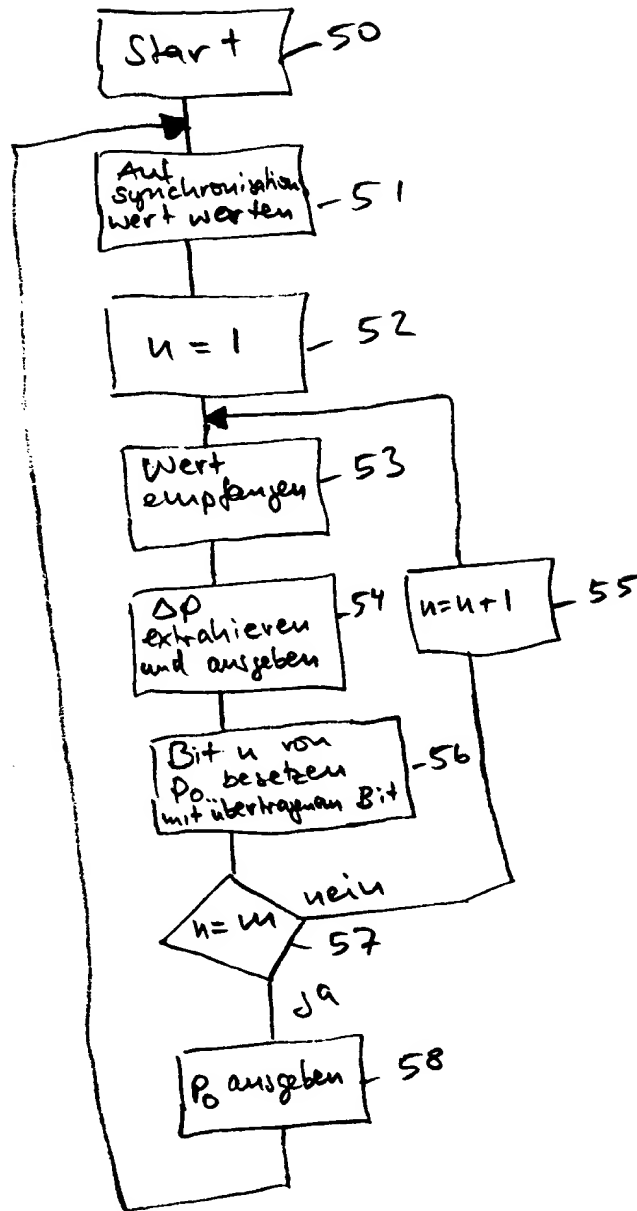 Start
50
Auf
synchronisation
wert warten
51
n = 1
52
Wert
empfangen
53
Δp
extrahieren
und ausgeben
54
n=n+1
55
Bit n von
P0 besetzen
mit übertragenen Bit
56
n=m
nein
57
ja
P0 ausgeben
58